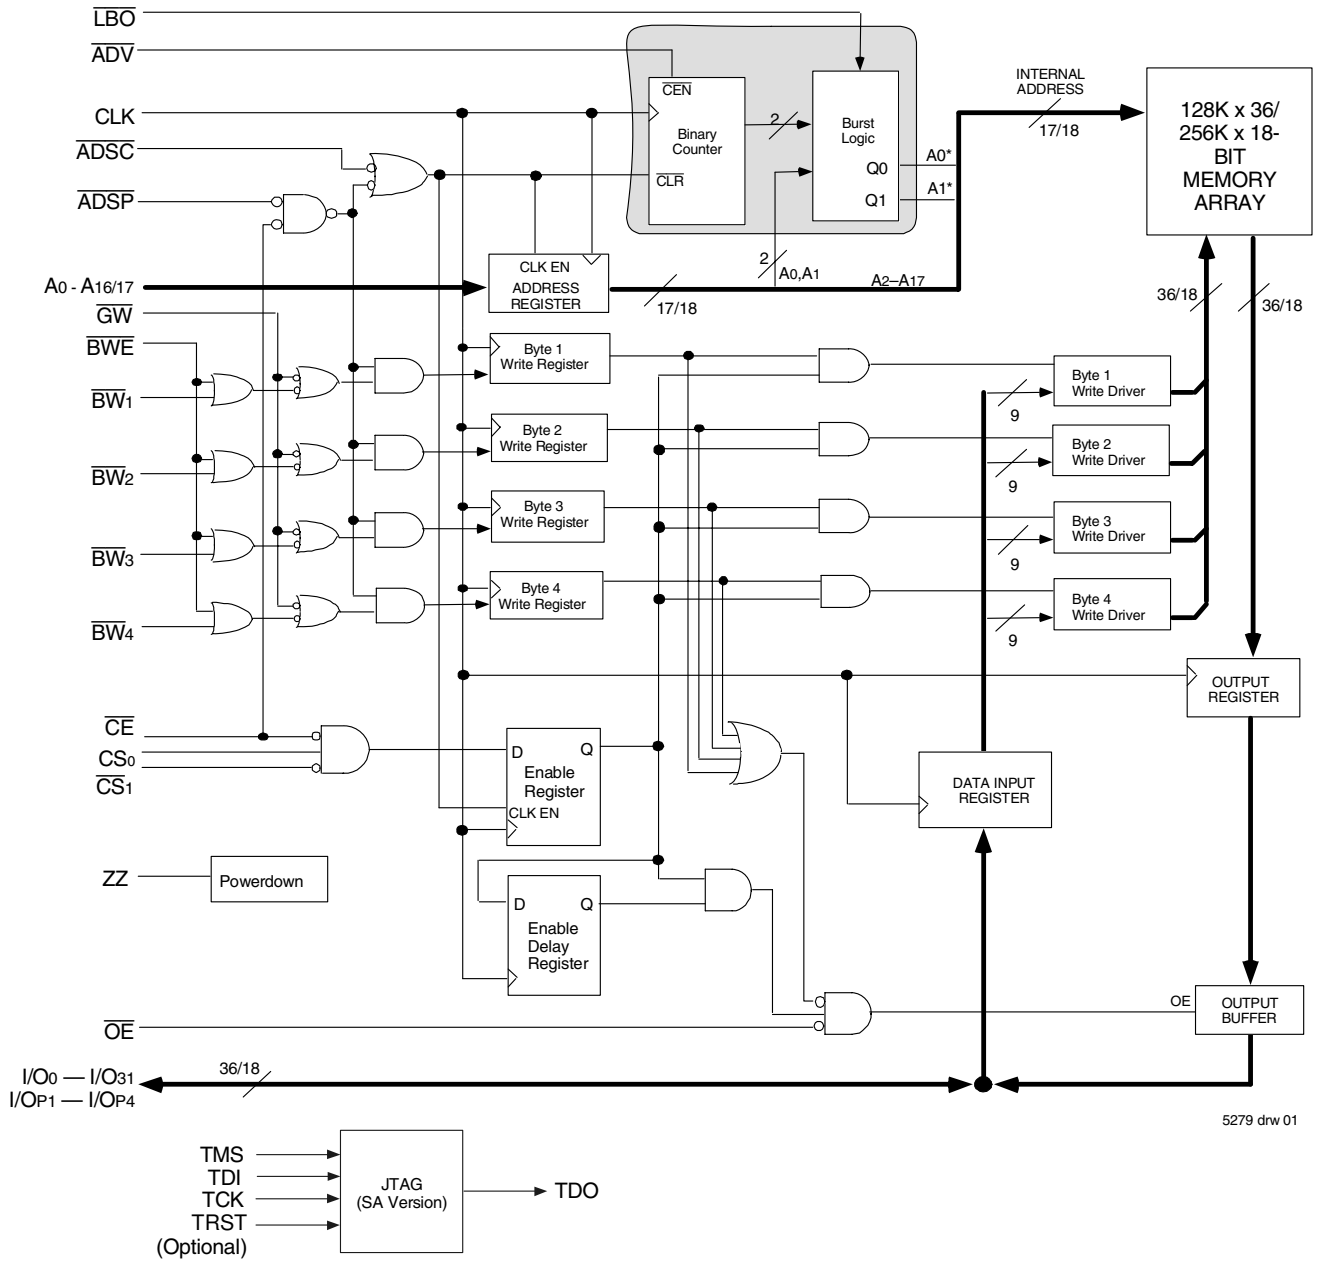 LBO
ADV
CLK
ADSC
ADSP
A0 - A16/17
GW
BWE
BW1
BW2
BW3
BW4
CE
CS0
CS1
ZZ
OE
I/O0 — I/O31
I/OP1 — I/OP4
36/18
CEN
Binary
Counter
CLR
2
Burst
Logic
Q0
Q1
A0*
A1*
2
A0,A1
A2–A17
INTERNAL
ADDRESS
17/18
128K x 36/
256K x 18-
BIT
MEMORY
ARRAY
CLK EN
ADDRESS
REGISTER
17/18
36/18
36/18
Byte 1
Write Register
Byte 2
Write Register
Byte 3
Write Register
Byte 4
Write Register
Byte 1
Write Driver
9
Byte 2
Write Driver
9
Byte 3
Write Driver
9
Byte 4
Write Driver
9
OUTPUT
REGISTER
D
Q
Enable
Register
CLK EN
DATA INPUT
REGISTER
Powerdown
D
Q
Enable
Delay
Register
OE
OUTPUT
BUFFER
5279 drw 01
TMS
TDI
TCK
TRST
(Optional)
JTAG
(SA Version)
TDO